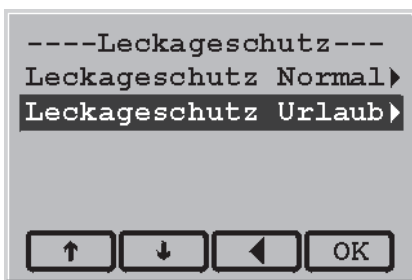 ----Leckageschutz---
Leckageschutz Normal
Leckageschutz Urlaub
OK